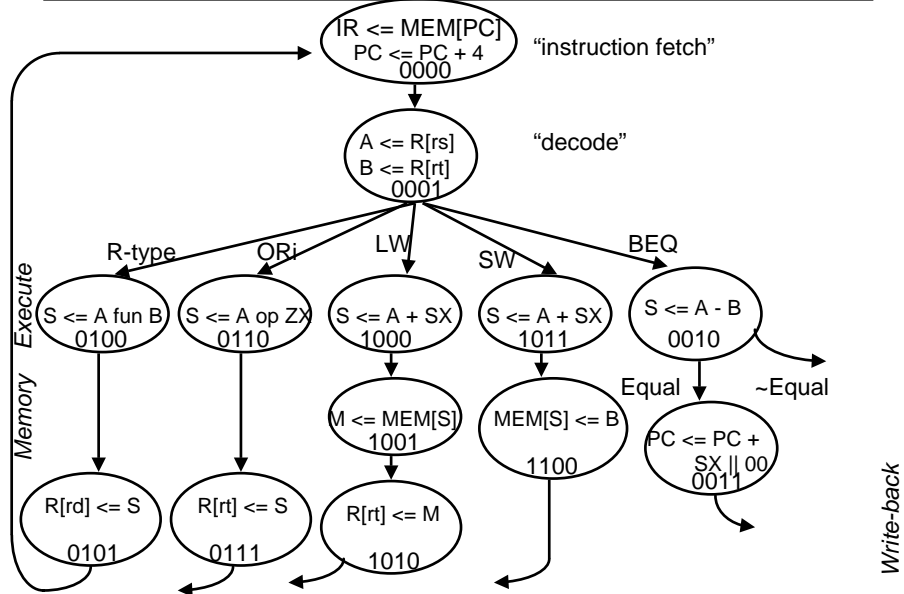 IR <= MEM[PC]
PC <= PC + 4
0000
“instruction fetch”
A <= R[rs]
B <= R[rt]
0001
“decode”
R-type
ORi
LW
SW
BEQ
Execute
S <= A fun B
0100
S <= A op ZX
0110
S <= A + SX
1000
S <= A + SX
1011
S <= A - B
0010
Equal
~Equal
Memory
M <= MEM[S]
1001
MEM[S] <= B
1100
PC <= PC +
SX || 00
0011
R[rd] <= S
0101
R[rt] <= S
0111
R[rt] <= M
1010
Write-back